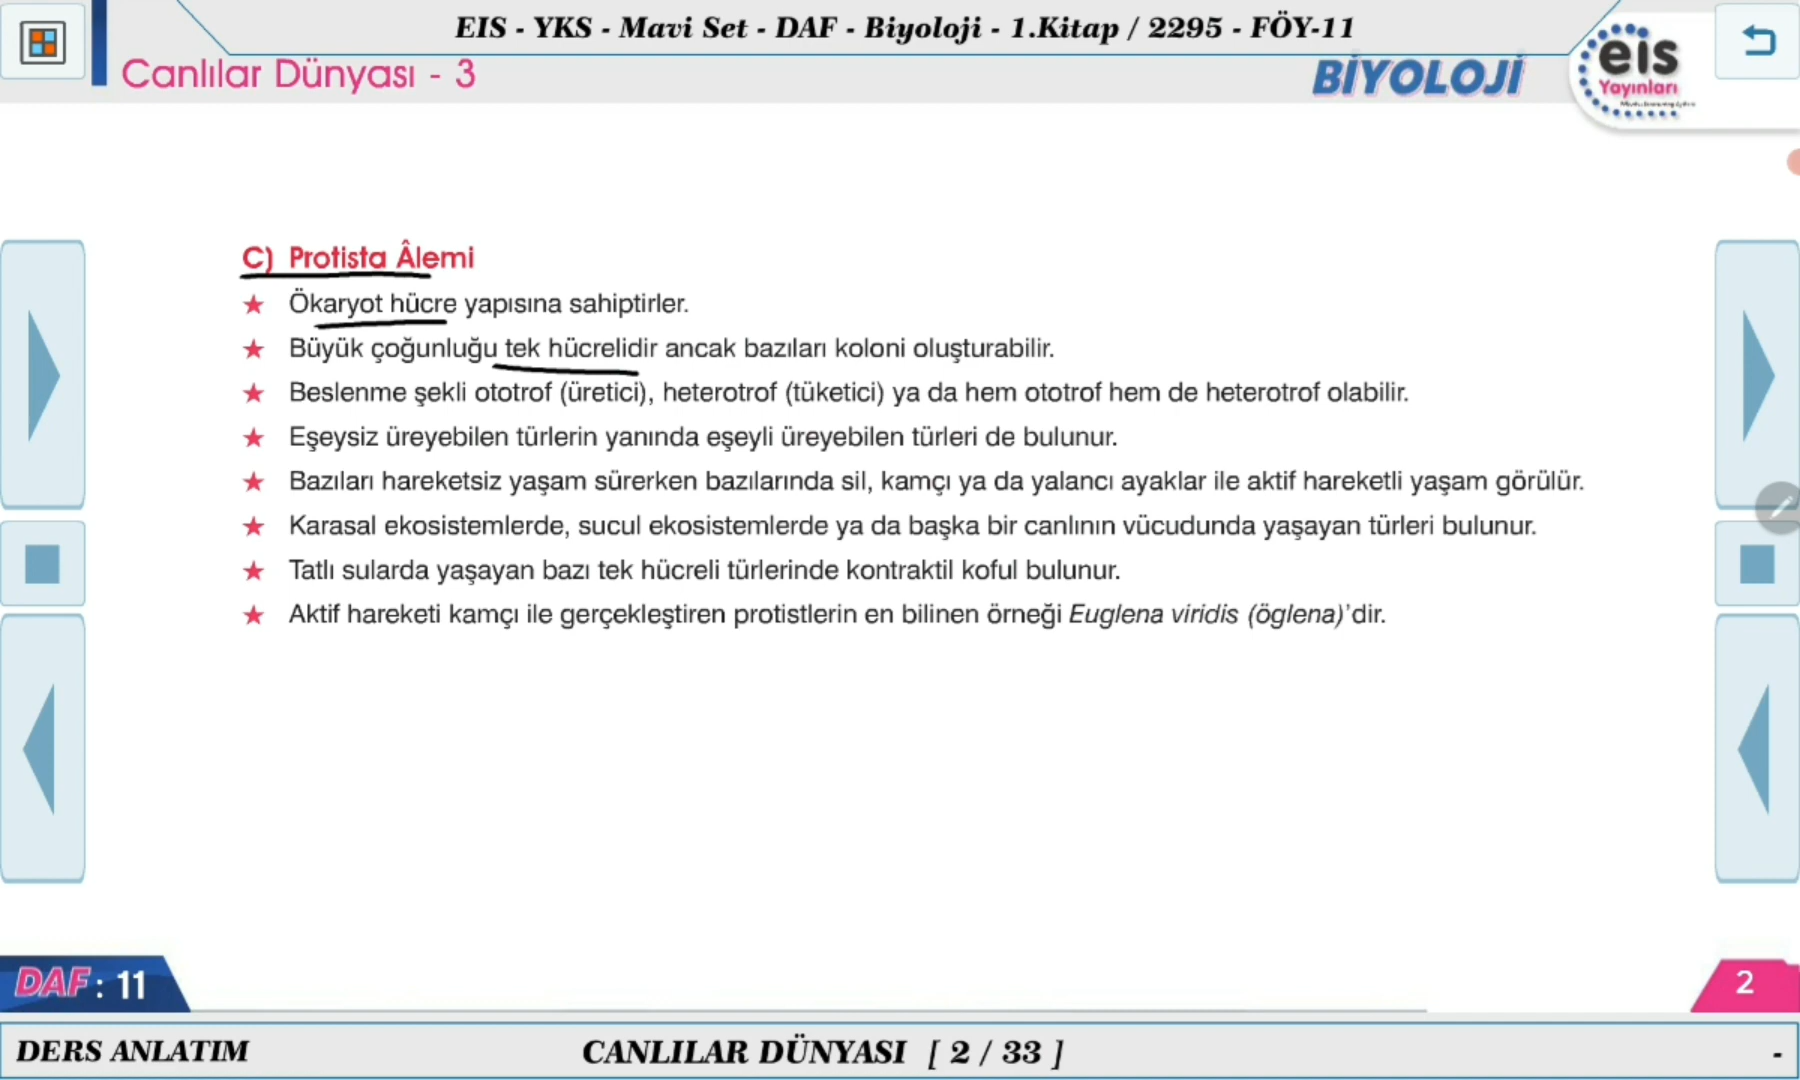 EIS - YKS - Mavi Set - DAF - Biyoloji - 1.Kitap / 2295 - FÖY-11
Canlılar Dünyası - 3
BİYOLOJİ
eis
Yayınları
C) Protista Âlemi
★ Ökaryot hücre yapısına sahiptirler.
★ Büyük çoğunluğu tek hücrelidir ancak bazıları koloni oluşturabilir.
★ Beslenme şekli ototrof (üretici), heterotrof (tüketici) ya da hem ototrof hem de heterotrof olabilir.
★ Eşeysiz üreyebilen türlerin yanında eşeyli üreyebilen türleri de bulunur.
★ Bazıları hareketsiz yaşam sürerken bazılarında sil, kamçı ya da yalancı ayaklar ile aktif hareketli yaşam görülür.
★ Karasal ekosistemlerde, sucul ekosistemlerde ya da başka bir canlının vücudunda yaşayan türleri bulunur.
★ Tatlı sularda yaşayan bazı tek hücreli türlerinde kontraktil koful bulunur.
★ Aktif hareketi kamçı ile gerçekleştiren protistlerin en bilinen örneği Euglena viridis (öglena)'dir.
DAF : 11
2
DERS ANLATIM
CANLILAR DÜNYASI [ 2 / 33 ]
-